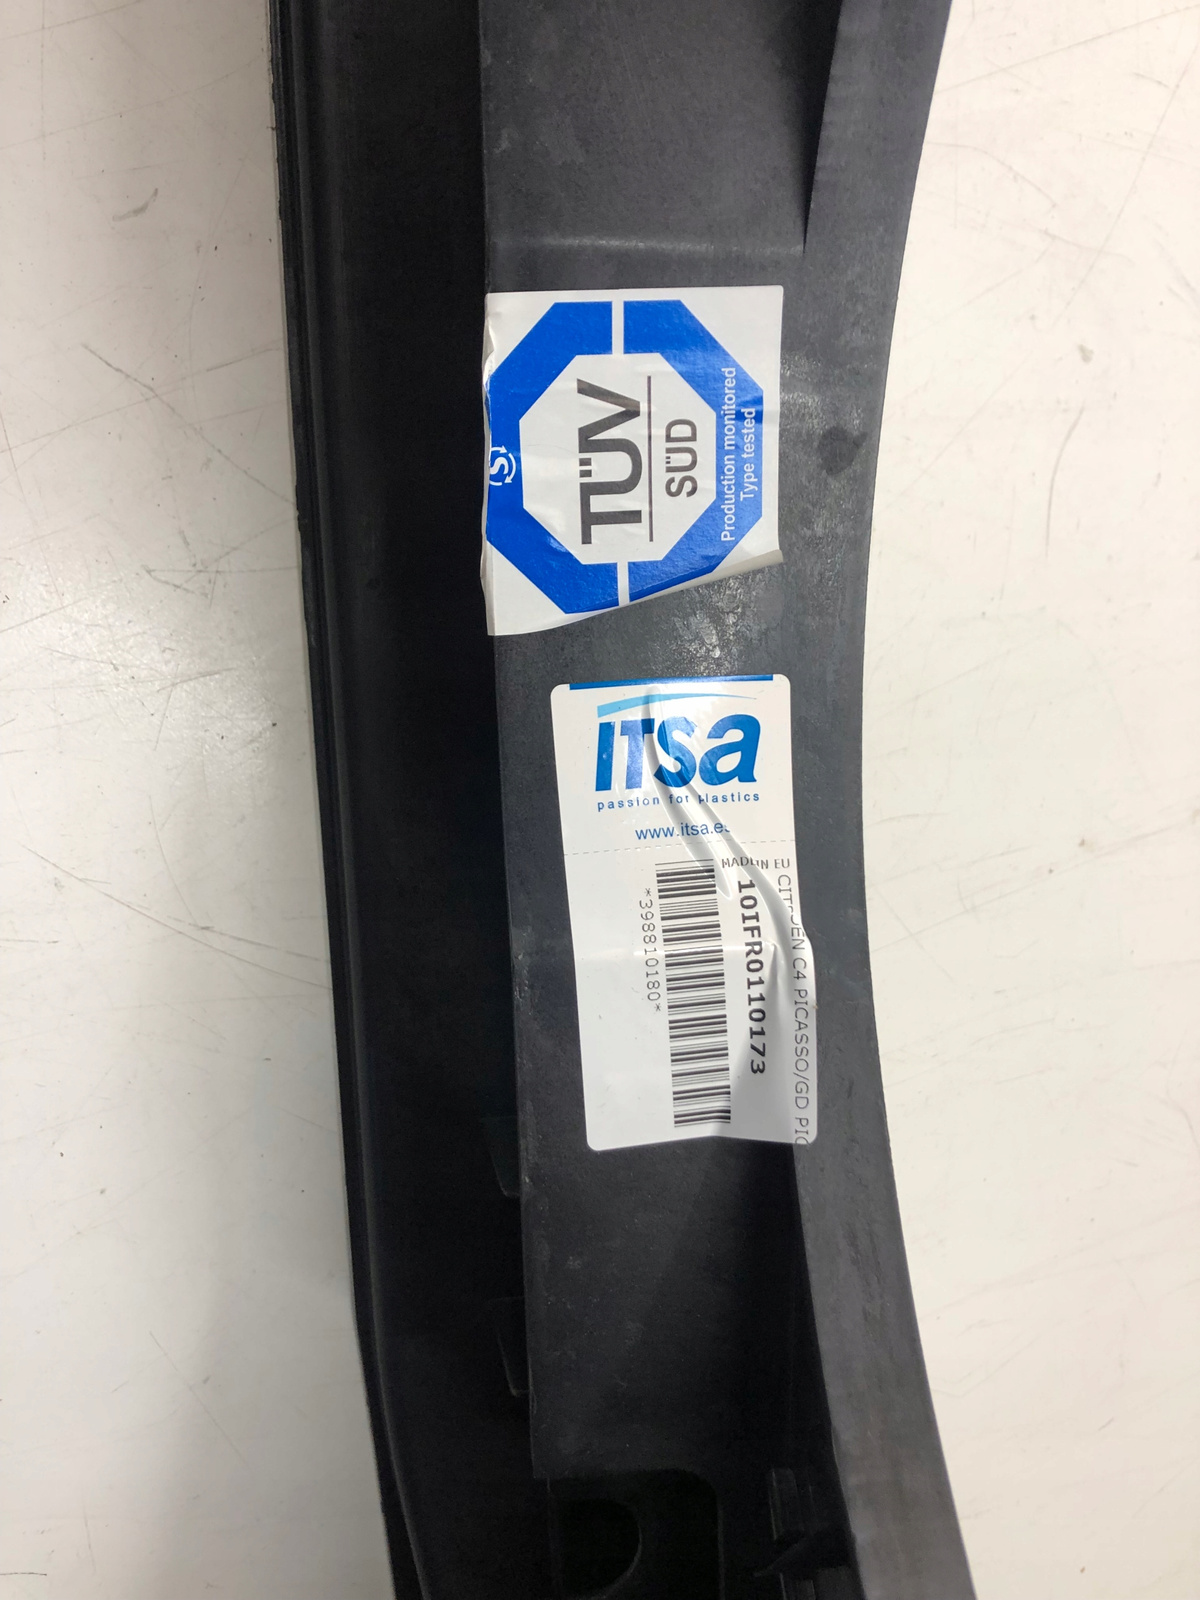 TÜV
SÜD
Production monitored
Type tested
iTsa
passion for plastics
www.itsa.es
MADE IN EU
CITROEN C4 PICASSO/GD PIC
10IFR0110173
*398810180*